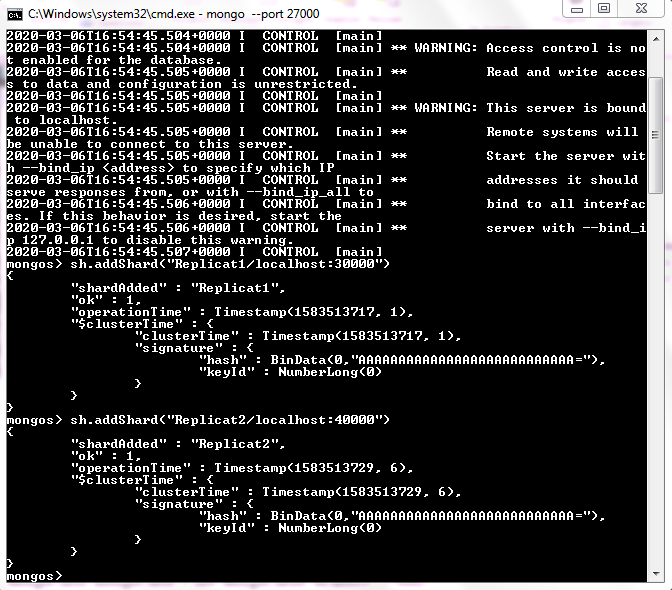 C:\Windows\system32\cmd.exe - mongo  --port 27000
2020-03-06T16:54:45.504+0000 I  CONTROL  [main]
2020-03-06T16:54:45.504+0000 I  CONTROL  [main] ** WARNING: Access control is no
t enabled for the database.
2020-03-06T16:54:45.505+0000 I  CONTROL  [main] **          Read and write acces
s to data and configuration is unrestricted.
2020-03-06T16:54:45.505+0000 I  CONTROL  [main]
2020-03-06T16:54:45.505+0000 I  CONTROL  [main] ** WARNING: This server is bound
 to localhost.
2020-03-06T16:54:45.505+0000 I  CONTROL  [main] **          Remote systems will
be unable to connect to this server.
2020-03-06T16:54:45.505+0000 I  CONTROL  [main] **          Start the server wit
h --bind_ip <address> to specify which IP
2020-03-06T16:54:45.505+0000 I  CONTROL  [main] **          addresses it should
serve responses from, or with --bind_ip_all to
2020-03-06T16:54:45.506+0000 I  CONTROL  [main] **          bind to all interfac
es. If this behavior is desired, start the
2020-03-06T16:54:45.506+0000 I  CONTROL  [main] **          server with --bind_i
p 127.0.0.1 to disable this warning.
2020-03-06T16:54:45.507+0000 I  CONTROL  [main]
mongos> sh.addShard("Replicat1/localhost:30000")
{
        "shardAdded" : "Replicat1",
        "ok" : 1,
        "operationTime" : Timestamp(1583513717, 1),
        "$clusterTime" : {
                "clusterTime" : Timestamp(1583513717, 1),
                "signature" : {
                        "hash" : BinData(0,"AAAAAAAAAAAAAAAAAAAAAAAAAAA="),
                        "keyId" : NumberLong(0)
                }
        }
}
mongos> sh.addShard("Replicat2/localhost:40000")
{
        "shardAdded" : "Replicat2",
        "ok" : 1,
        "operationTime" : Timestamp(1583513729, 6),
        "$clusterTime" : {
                "clusterTime" : Timestamp(1583513729, 6),
                "signature" : {
                        "hash" : BinData(0,"AAAAAAAAAAAAAAAAAAAAAAAAAAA="),
                        "keyId" : NumberLong(0)
                }
        }
}
mongos>